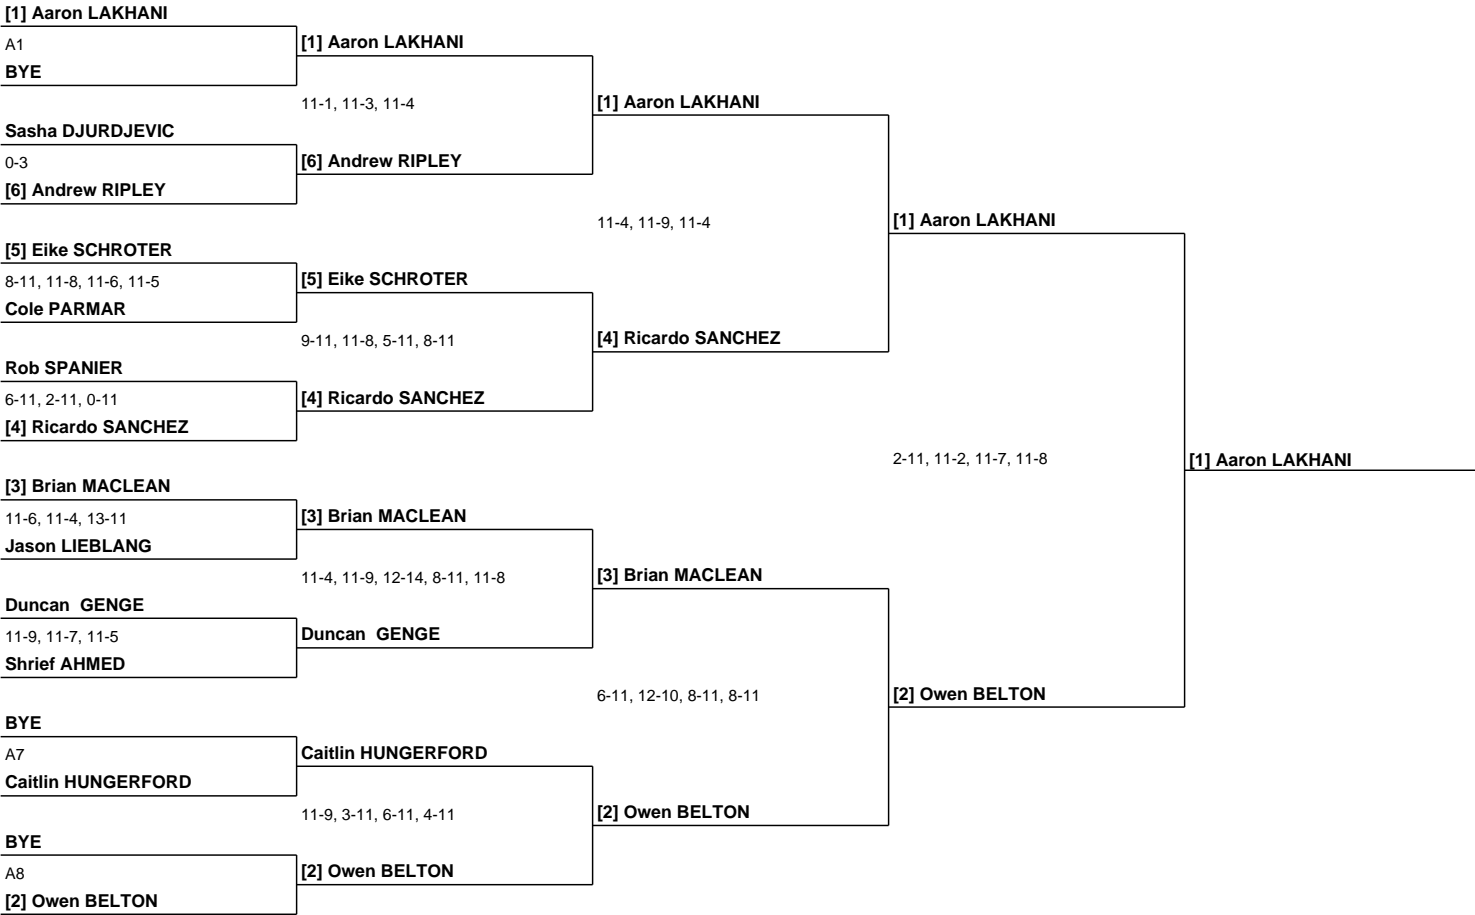 [1] Aaron LAKHANI
A1
BYE
Sasha DJURDJEVIC
0-3
[6] Andrew RIPLEY
[5] Eike SCHROTER
8-11, 11-8, 11-6, 11-5
Cole PARMAR
Rob SPANIER
6-11, 2-11, 0-11
[4] Ricardo SANCHEZ
[3] Brian MACLEAN
11-6, 11-4, 13-11
Jason LIEBLANG
Duncan  GENGE
11-9, 11-7, 11-5
Shrief AHMED
BYE
A7
Caitlin HUNGERFORD
BYE
A8
[2] Owen BELTON
[1] Aaron LAKHANI
11-1, 11-3, 11-4
[6] Andrew RIPLEY
[5] Eike SCHROTER
9-11, 11-8, 5-11, 8-11
[4] Ricardo SANCHEZ
[3] Brian MACLEAN
11-4, 11-9, 12-14, 8-11, 11-8
Duncan  GENGE
Caitlin HUNGERFORD
11-9, 3-11, 6-11, 4-11
[2] Owen BELTON
[1] Aaron LAKHANI
11-4, 11-9, 11-4
[4] Ricardo SANCHEZ
[3] Brian MACLEAN
6-11, 12-10, 8-11, 8-11
[2] Owen BELTON
[1] Aaron LAKHANI
2-11, 11-2, 11-7, 11-8
[2] Owen BELTON
[1] Aaron LAKHANI